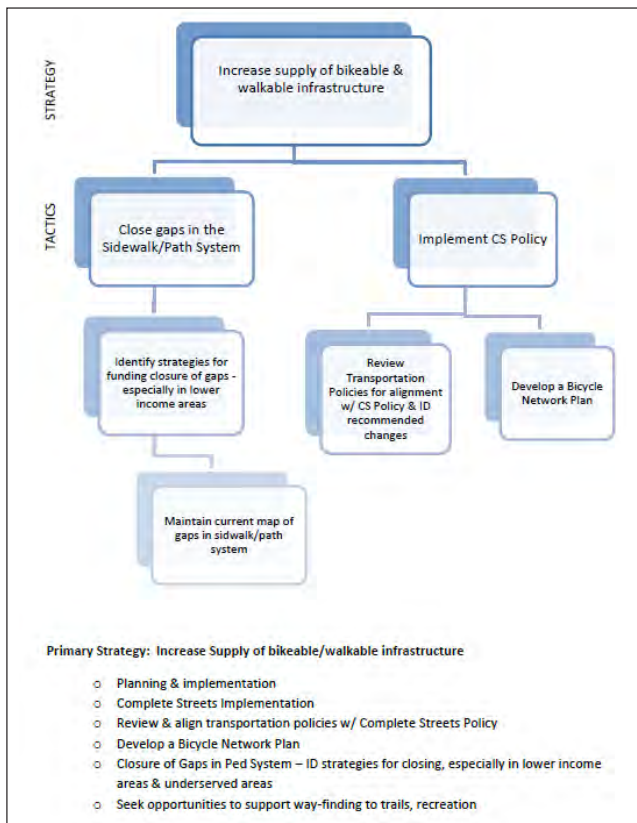 STRATEGY
Increase supply of bikeable &
walkable infrastructure
TACTICS
Close gaps in the
Sidewalk/Path System
Implement CS Policy
Identify strategies for
funding closure of gaps -
especially in lower
income areas
Review
Transportation
Policies for alignment
w/ CS Policy & ID
recommended
changes
Develop a Bicycle
Network Plan
Maintain current map of
gaps in sidwalk/path
system
Primary Strategy: Increase Supply of bikeable/walkable infrastructure
o Planning & implementation
o Complete Streets Implementation
o Review & align transportation policies w/ Complete Streets Policy
o Develop a Bicycle Network Plan
o Closure of Gaps in Ped System – ID strategies for closing, especially in lower income
areas & underserved areas
o Seek opportunities to support way-finding to trails, recreation